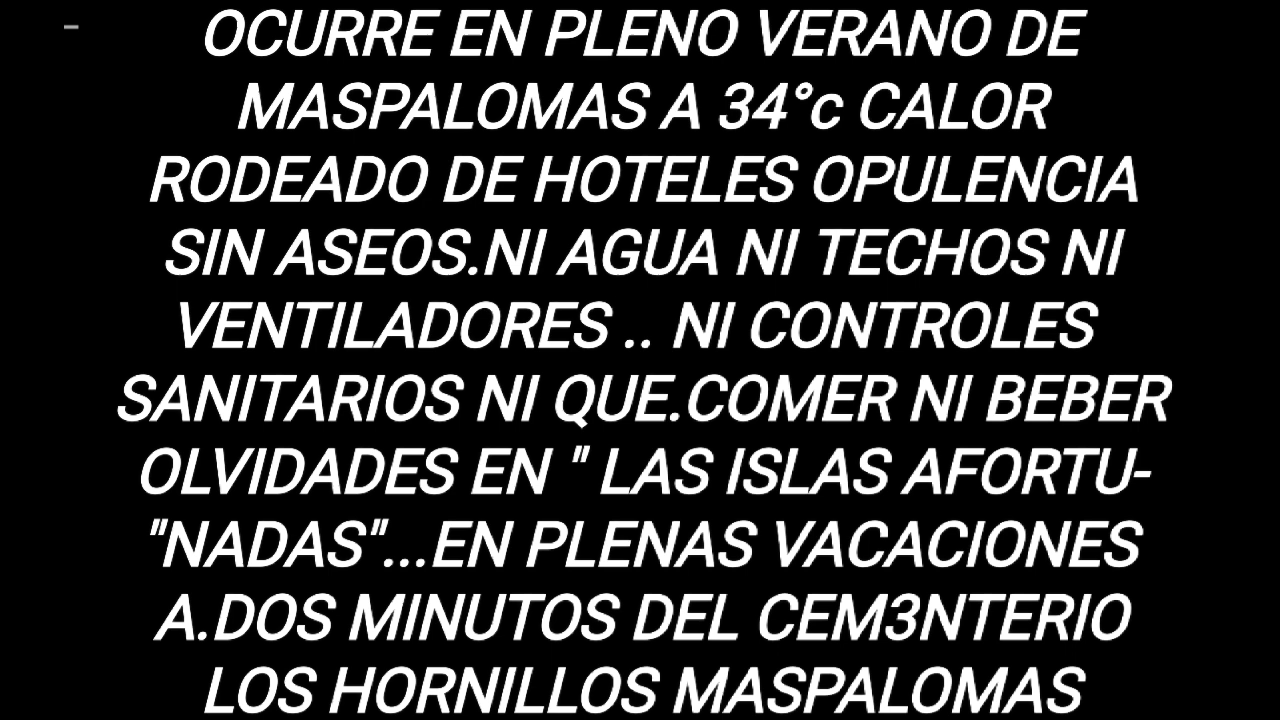 OCURRE EN PLENO VERANO DE
MASPALOMAS A 34°c CALOR
RODEADO DE HOTELES OPULENCIA
SIN ASEOS.NI AGUA NI TECHOS NI
VENTILADORES .. NI CONTROLES
SANITARIOS NI QUE.COMER NI BEBER
OLVIDADES EN " LAS ISLAS AFORTU-
"NADAS"...EN PLENAS VACACIONES
A.DOS MINUTOS DEL CEM3NTERIO
LOS HORNILLOS MASPALOMAS